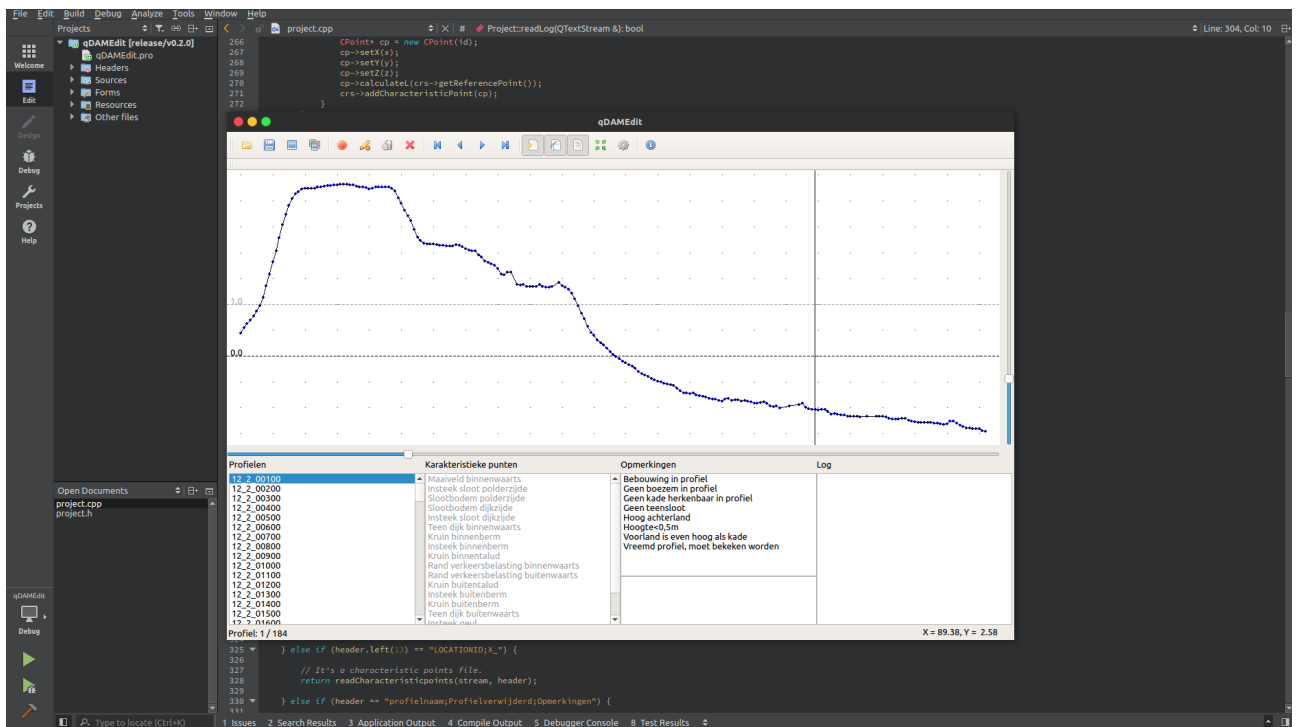 File Edit Build Debug Analyze Tools Window Help
Projects
project.cpp
#
Project::readLog(QTextStream &): bool
Line: 304, Col: 10
Welcome
Edit
Design
Debug
Projects
Help
qDAMEdit [release/v0.2.0]
qDAMEdit.pro
Headers
Sources
Forms
Resources
Other files
266 CPoint* cp = new CPoint(id);
267 cp->setX(x);
268 cp->setY(y);
269 cp->setZ(z);
270 cp->calculateL(crs->getReferencePoint());
271 crs->addCharacteristicPoint(cp);
272 }
qDAMEdit
1.0
0.0
Profielen
12_2_00100
12_2_00200
12_2_00300
12_2_00400
12_2_00500
12_2_00600
12_2_00700
12_2_00800
12_2_00900
12_2_01000
12_2_01100
12_2_01200
12_2_01300
12_2_01400
12_2_01500
12_2_01600
Karakteristieke punten
Maaiveld binnenwaarts
Insteek sloot polderzijde
Slootbodem polderzijde
Slootbodem dijkzijde
Insteek sloot dijkzijde
Teen dijk binnenwaarts
Kruin binnenberm
Insteek binnenberm
Kruin binnentalud
Rand verkeersbelasting binnenwaarts
Rand verkeersbelasting buitenwaarts
Kruin buitentalud
Insteek buitenberm
Kruin buitenberm
Teen dijk buitenwaarts
Insteek geul
Opmerkingen
Bebouwing in profiel
Geen boezem in profiel
Geen kade herkenbaar in profiel
Geen teensloot
Hoog achterland
Hoogte<0,5m
Voorland is even hoog als kade
Vreemd profiel, moet bekeken worden
Log
Profiel: 1 / 184
X = 89.38, Y = 2.58
Open Documents
project.cpp
project.h
qDAMEdit
Debug
325 } else if (header.left(13) == "LOCATIONID;X_") {
326
327 // It's a characteristic points file.
328 return readCharacteristicpoints(stream, header);
329
330 } else if (header == "profielnaam;Profielverwijderd;Opmerkingen") {
331
Type to locate (Ctrl+K)
1 Issues 2 Search Results 3 Application Output 4 Compile Output 5 Debugger Console 8 Test Results